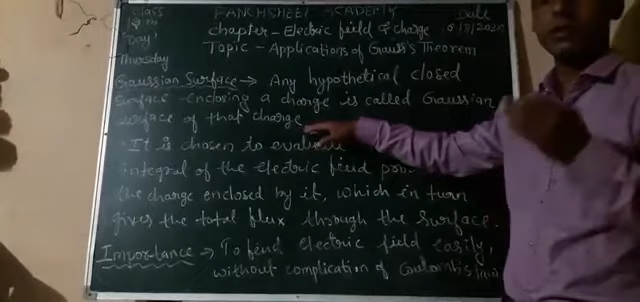 Class
PANCHSHEEL ACADEMY
Date
chapter - Electric field & charge
"Day"
Topic - Applications of Gauss's Theorem
Thursday
Gaussian Surface → Any hypothetical closed
surface enclosing a charge is called Gaussian
surface of that charge
It is chosen to evaluate
integral of the electric field
the charge enclosed by it, which in turn
gives the total flux through the surface.
Importance → To find electric field easily,
without complication of Coulomb's law